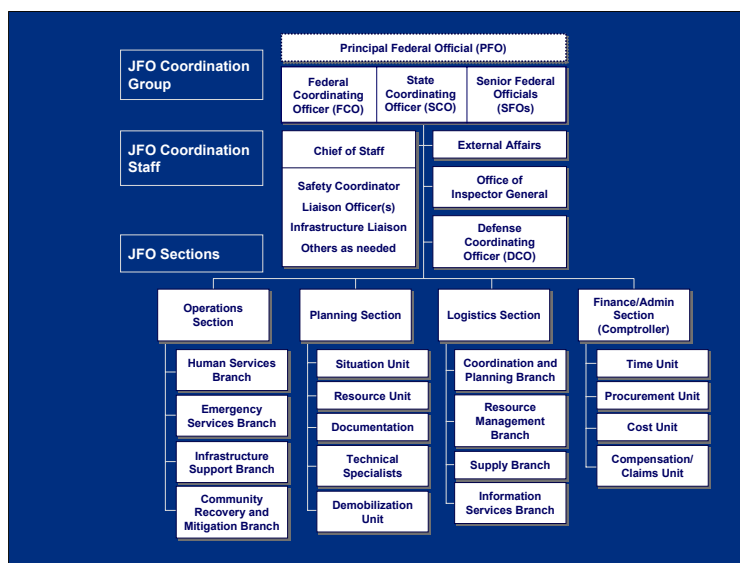 Principal Federal Official (PFO)
JFO Coordination
Group
Federal
Coordinating
Officer (FCO)
State
Coordinating
Officer (SCO)
Senior Federal
Officials
(SFOs)
JFO Coordination
Staff
Chief of Staff
Safety Coordinator
Liaison Officer(s)
Infrastructure Liaison
Others as needed
External Affairs
Office of
Inspector General
Defense
Coordinating
Officer (DCO)
JFO Sections
Operations
Section
Human Services
Branch
Emergency
Services Branch
Infrastructure
Support Branch
Community
Recovery and
Mitigation Branch
Planning Section
Situation Unit
Resource Unit
Documentation
Technical
Specialists
Demobilization
Unit
Logistics Section
Coordination and
Planning Branch
Resource
Management
Branch
Supply Branch
Information
Services Branch
Finance/Admin
Section
(Comptroller)
Time Unit
Procurement Unit
Cost Unit
Compensation/
Claims Unit